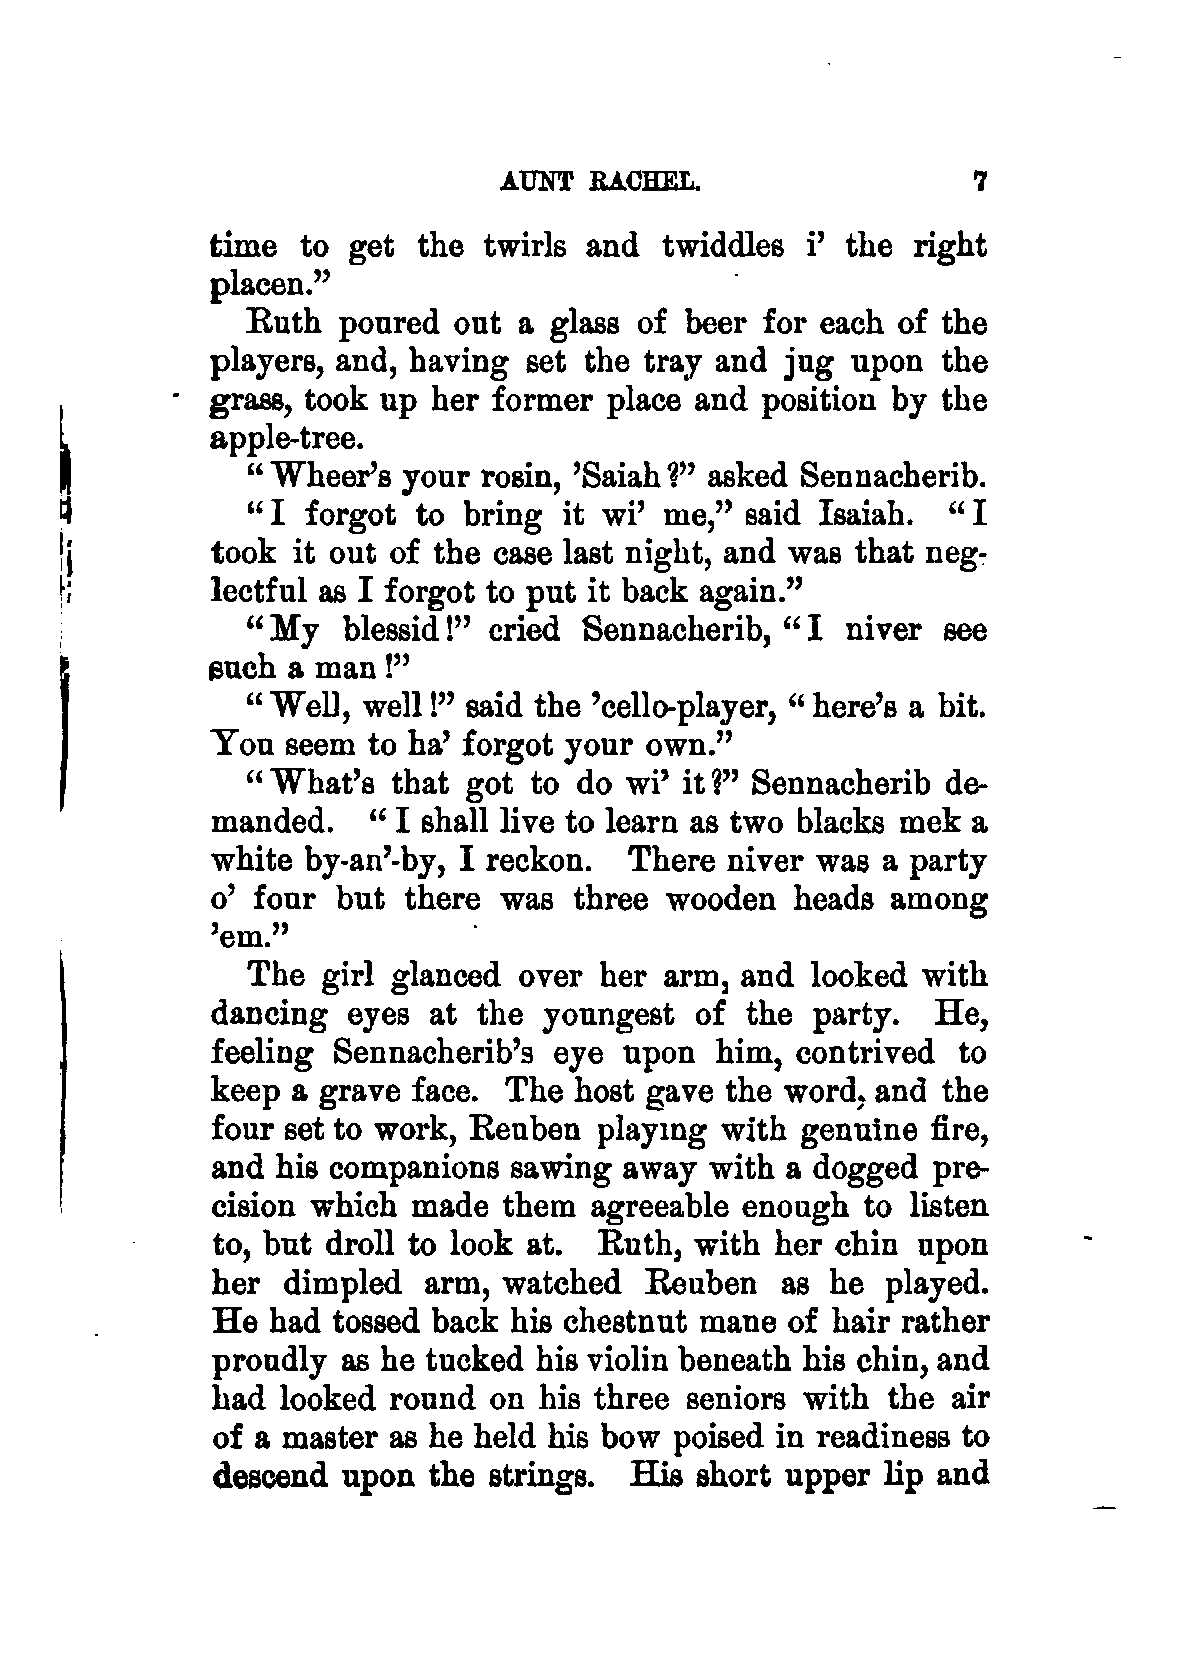 AUNT RACHEL. 7
time to get the twirls and twiddles i' the right
placen."
Ruth poured out a glass of beer for each of the
players, and, having set the tray and jug upon the
grass, took up her former place and position by the
apple-tree.
"Wheer's your rosin, 'Saiah?" asked Sennacherib.
"I forgot to bring it wi' me," said Isaiah. "I
took it out of the case last night, and was that neg-
lectful as I forgot to put it back again."
"My blessid!" cried Sennacherib, "I niver see
such a man!"
"Well, well!" said the 'cello-player, "here's a bit.
You seem to ha' forgot your own."
"What's that got to do wi' it?" Sennacherib de-
manded. "I shall live to learn as two blacks mek a
white by-an'-by, I reckon. There niver was a party
o' four but there was three wooden heads among
'em."
The girl glanced over her arm, and looked with
dancing eyes at the youngest of the party. He,
feeling Sennacherib's eye upon him, contrived to
keep a grave face. The host gave the word, and the
four set to work, Reuben playing with genuine fire,
and his companions sawing away with a dogged pre-
cision which made them agreeable enough to listen
to, but droll to look at. Ruth, with her chin upon
her dimpled arm, watched Reuben as he played.
He had tossed back his chestnut mane of hair rather
proudly as he tucked his violin beneath his chin, and
had looked round on his three seniors with the air
of a master as he held his bow poised in readiness to
descend upon the strings. His short upper lip and